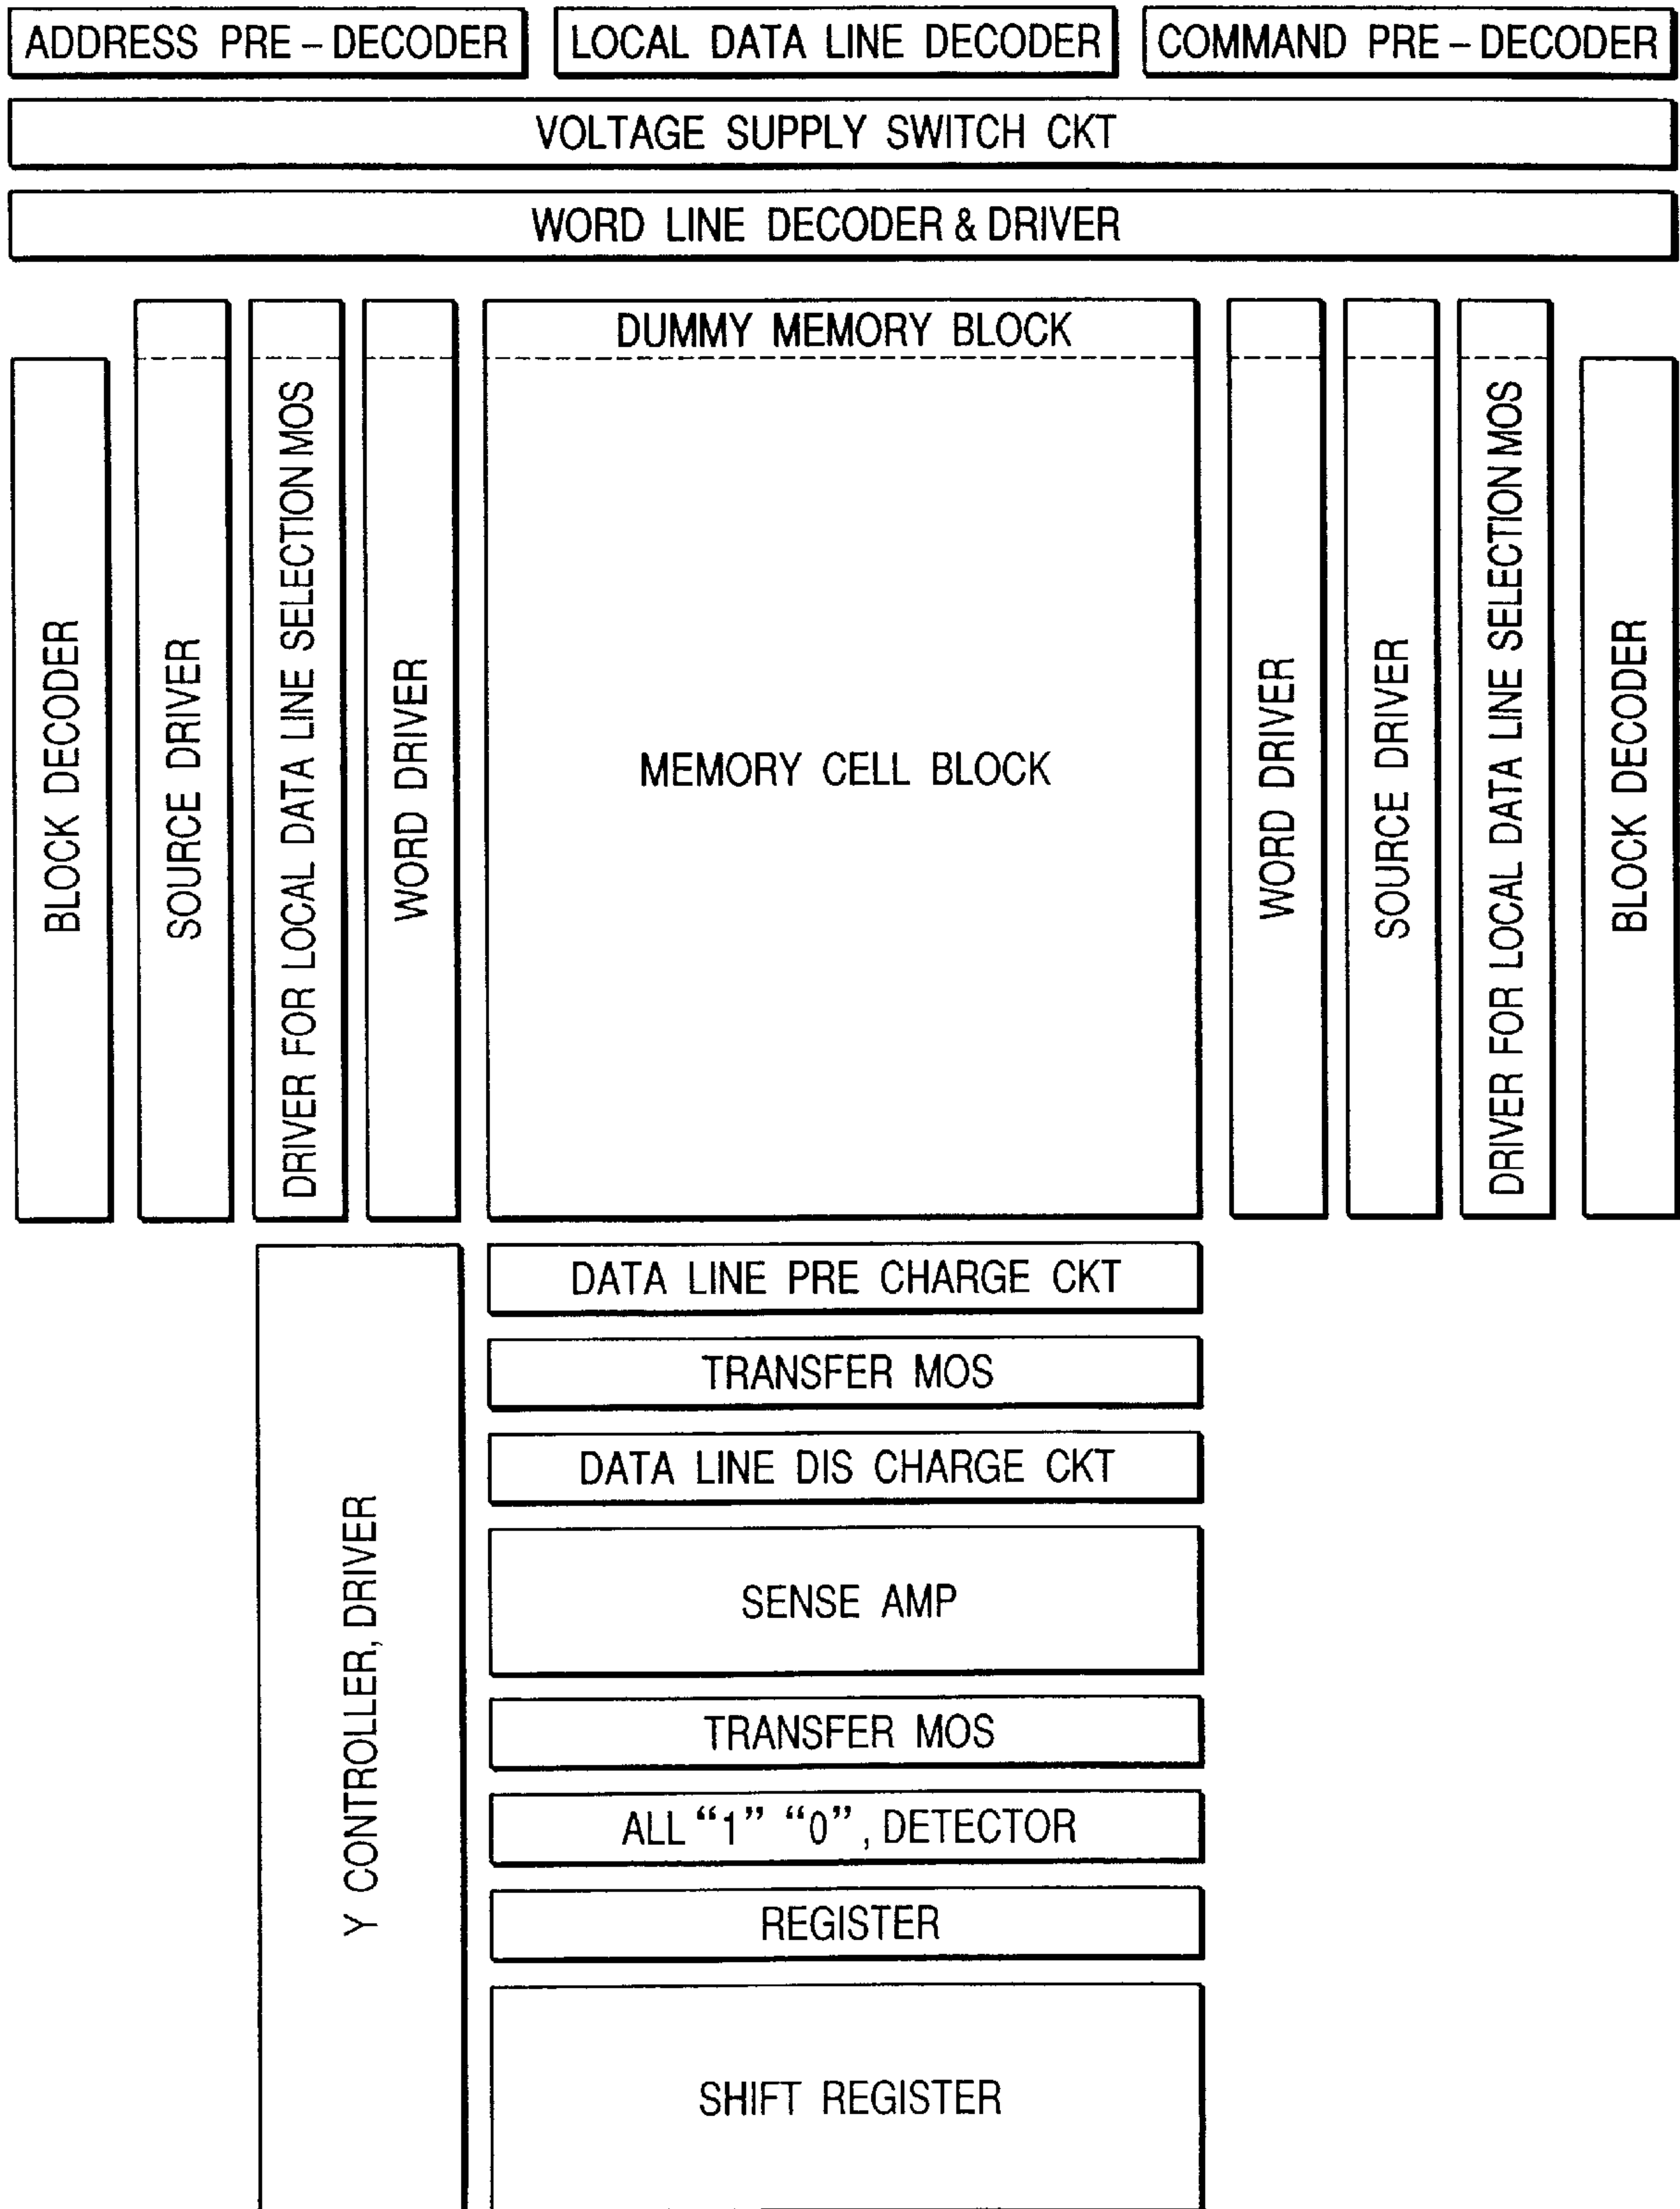 ADDRESS PRE – DECODER
LOCAL DATA LINE DECODER
COMMAND PRE – DECODER
VOLTAGE SUPPLY SWITCH CKT
WORD LINE DECODER & DRIVER
BLOCK DECODER
SOURCE DRIVER
DRIVER FOR LOCAL DATA LINE SELECTION MOS
WORD DRIVER
DUMMY MEMORY BLOCK
MEMORY CELL BLOCK
WORD DRIVER
SOURCE DRIVER
DRIVER FOR LOCAL DATA LINE SELECTION MOS
BLOCK DECODER
Y CONTROLLER, DRIVER
DATA LINE PRE CHARGE CKT
TRANSFER MOS
DATA LINE DIS CHARGE CKT
SENSE AMP
TRANSFER MOS
ALL “1” “0”, DETECTOR
REGISTER
SHIFT REGISTER